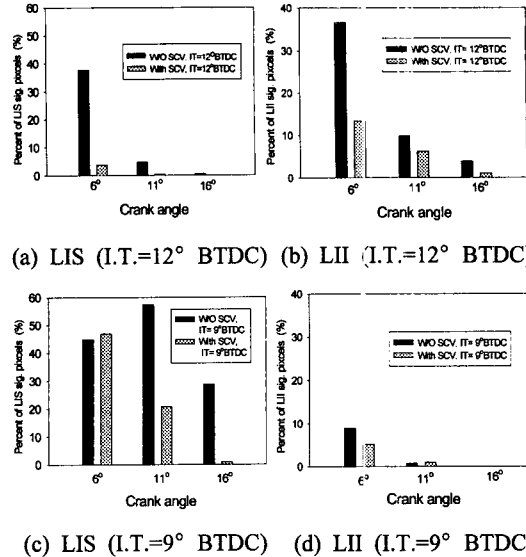 60
50
40
30
20
10
0
Percent of LIS sig. pixcels (%)
W/O SCV, IT=12°BTDC
With SCV, IT=12°BTDC
6°
11°
16°
Crank angle
40
30
20
10
0
Percent of LII sig. pixcels (%)
W/O SCV, IT= 12°BTDC
With SCV, IT = 12°BTDC
6°
11°
16°
Crank angle
(a) LIS (I.T.=12° BTDC) (b) LII (I.T.=12° BTDC)
60
50
40
30
20
10
0
Percent of LIS sig. pixcels (%)
W/O SCV,
IT= 9°BTDC
With SCV,
IT= 9°BTDC
6°
11°
16°
Crank angle
40
30
20
10
0
Percent of LII sig. pixcels (%)
W/O SCV, IT= 9°BTDC
With SCV, IT= 9°BTDC
6°
11°
16°
Crank angle
(c) LIS (I.T.=9° BTDC) (d) LII (I.T.=9° BTDC